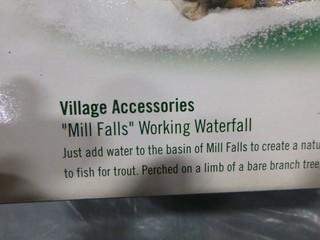 Village Accessories
"Mill Falls" Working Waterfall
Just add water to the basin of Mill Falls to create a natu
to fish for trout. Perched on a limb of a bare branch tree